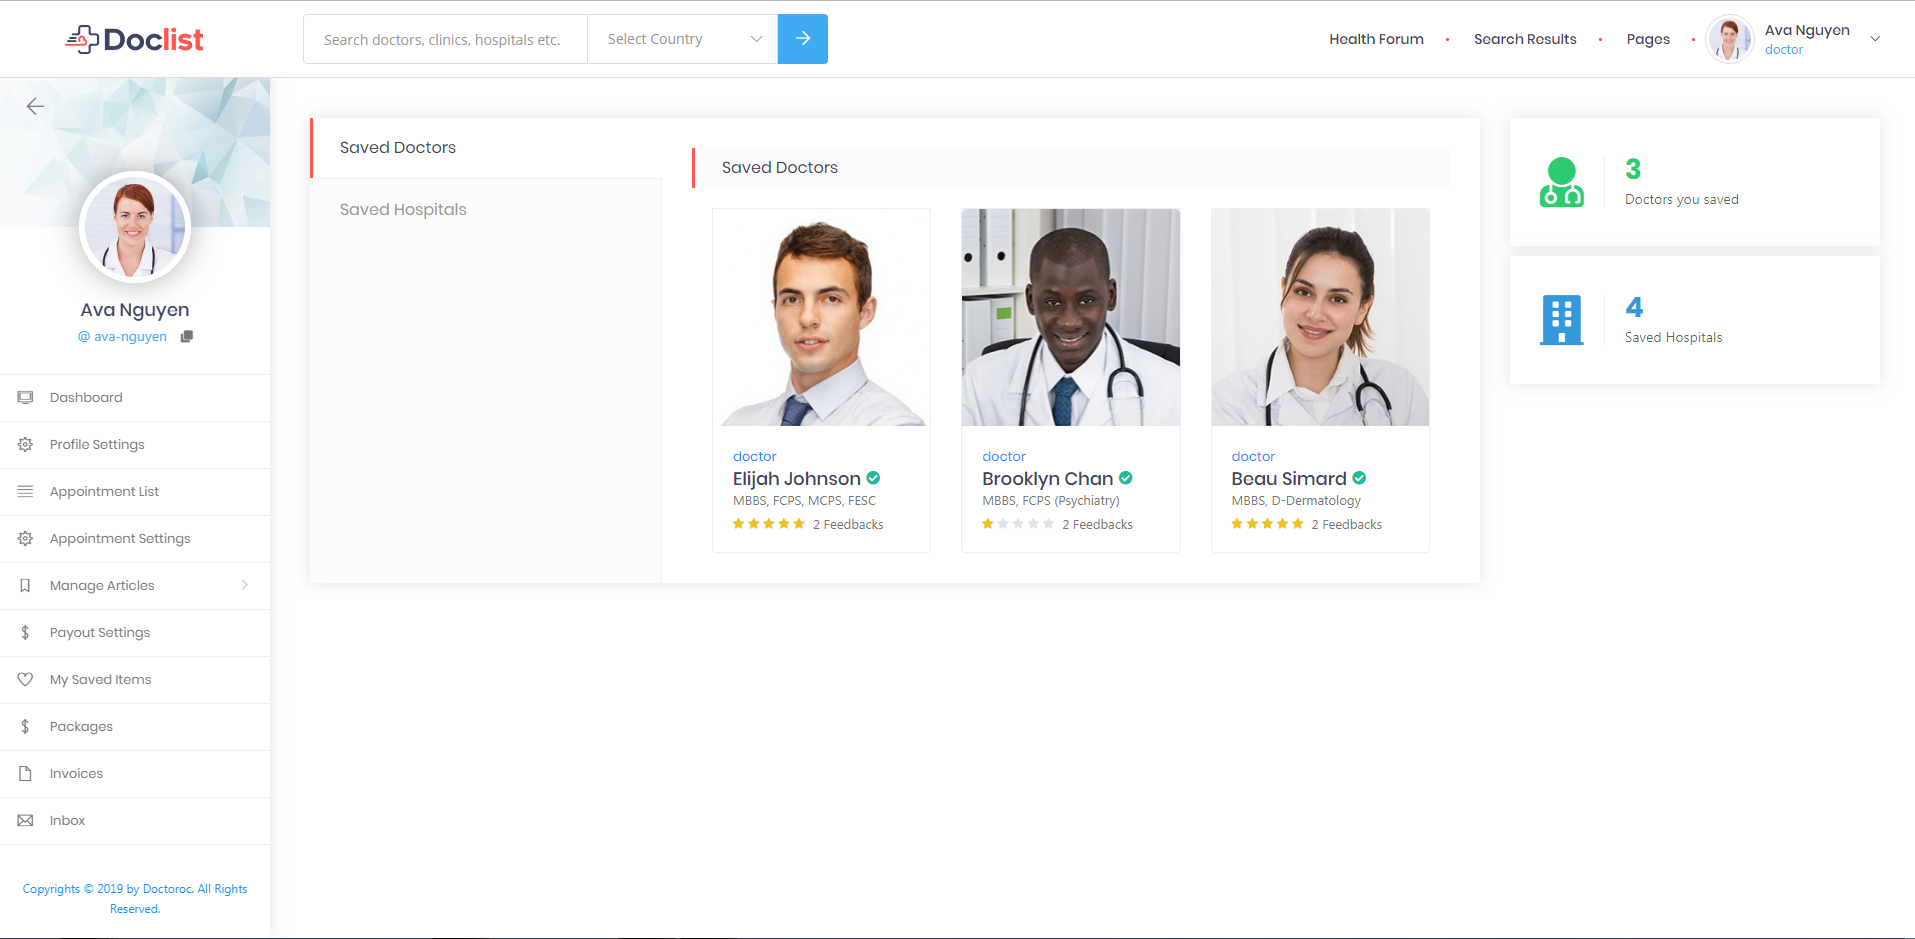 Doclist
Search doctors, clinics, hospitals etc.
Select Country
Health Forum
Search Results
Pages
Ava Nguyen
doctor
Ava Nguyen
@ ava-nguyen
Dashboard
Profile Settings
Appointment List
Appointment Settings
Manage Articles
Payout Settings
My Saved Items
Packages
Invoices
Inbox
Copyrights © 2019 by Doctoroc. All Rights
Reserved.
Saved Doctors
Saved Hospitals
Saved Doctors
doctor
Elijah Johnson
MBBS, FCPS, MCPS, FESC
2 Feedbacks
doctor
Brooklyn Chan
MBBS, FCPS (Psychiatry)
2 Feedbacks
doctor
Beau Simard
MBBS, D-Dermatology
2 Feedbacks
3
Doctors you saved
4
Saved Hospitals